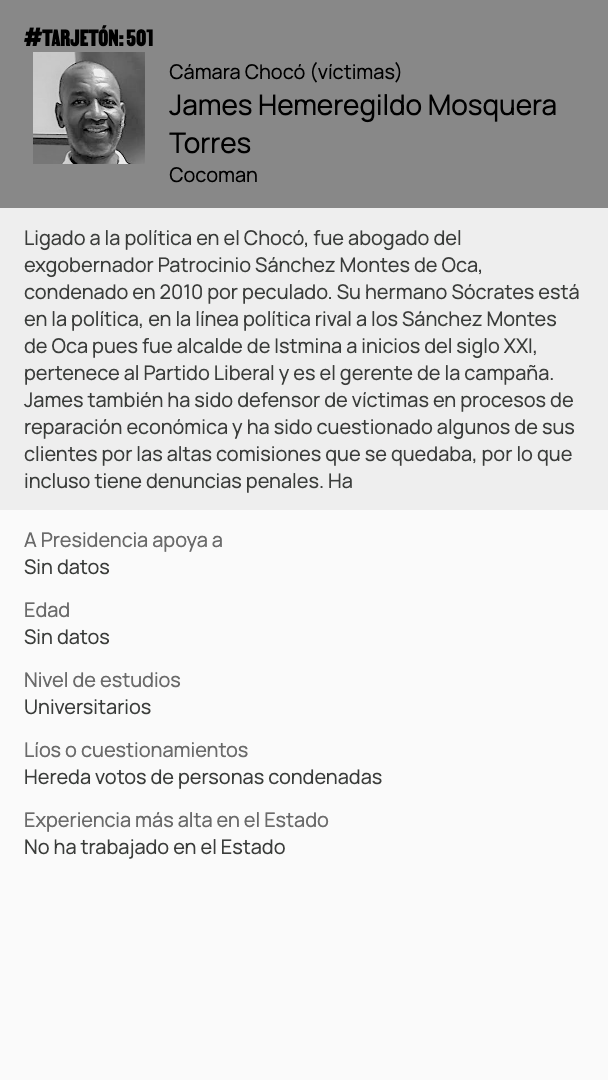 #TARJETÓN: 501
Cámara Chocó (víctimas)
James Hemeregildo Mosquera
Torres
Cocoman
Ligado a la política en el Chocó, fue abogado del
exgobernador Patrocinio Sánchez Montes de Oca,
condenado en 2010 por peculado. Su hermano Sócrates está
en la política, en la línea política rival a los Sánchez Montes
de Oca pues fue alcalde de Istmina a inicios del siglo XXI,
pertenece al Partido Liberal y es el gerente de la campaña.
James también ha sido defensor de víctimas en procesos de
reparación económica y ha sido cuestionado algunos de sus
clientes por las altas comisiones que se quedaba, por lo que
incluso tiene denuncias penales. Ha
A Presidencia apoya a
Sin datos
Edad
Sin datos
Nivel de estudios
Universitarios
Líos o cuestionamientos
Hereda votos de personas condenadas
Experiencia más alta en el Estado
No ha trabajado en el Estado